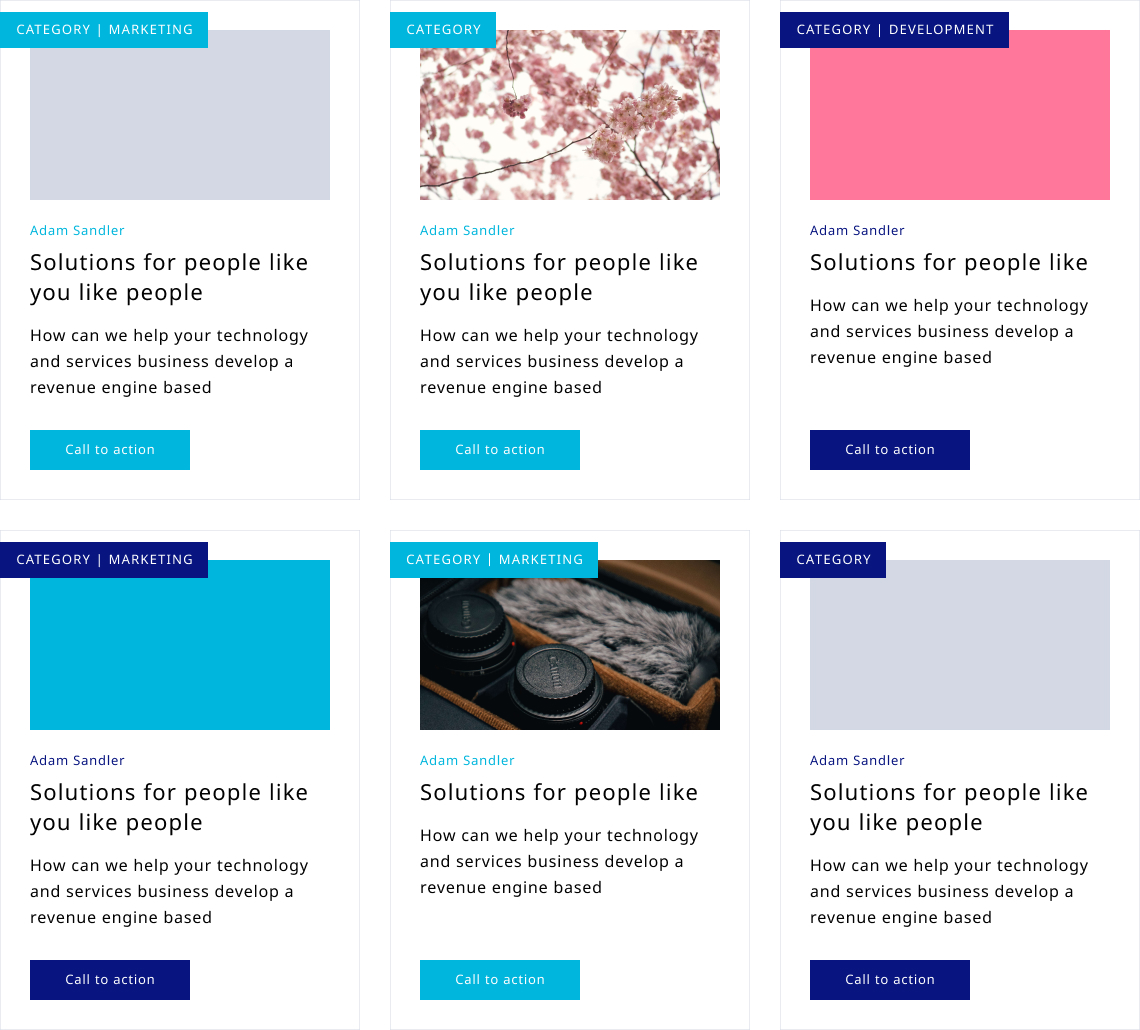 CATEGORY | MARKETING
Adam Sandler
Solutions for people like
you like people
How can we help your technology
and services business develop a
revenue engine based
Call to action
CATEGORY
Adam Sandler
Solutions for people like
you like people
How can we help your technology
and services business develop a
revenue engine based
Call to action
CATEGORY | DEVELOPMENT
Adam Sandler
Solutions for people like
How can we help your technology
and services business develop a
revenue engine based
Call to action
CATEGORY | MARKETING
Adam Sandler
Solutions for people like
you like people
How can we help your technology
and services business develop a
revenue engine based
Call to action
CATEGORY | MARKETING
Canon
Adam Sandler
Solutions for people like
How can we help your technology
and services business develop a
revenue engine based
Call to action
CATEGORY
Adam Sandler
Solutions for people like
you like people
How can we help your technology
and services business develop a
revenue engine based
Call to action